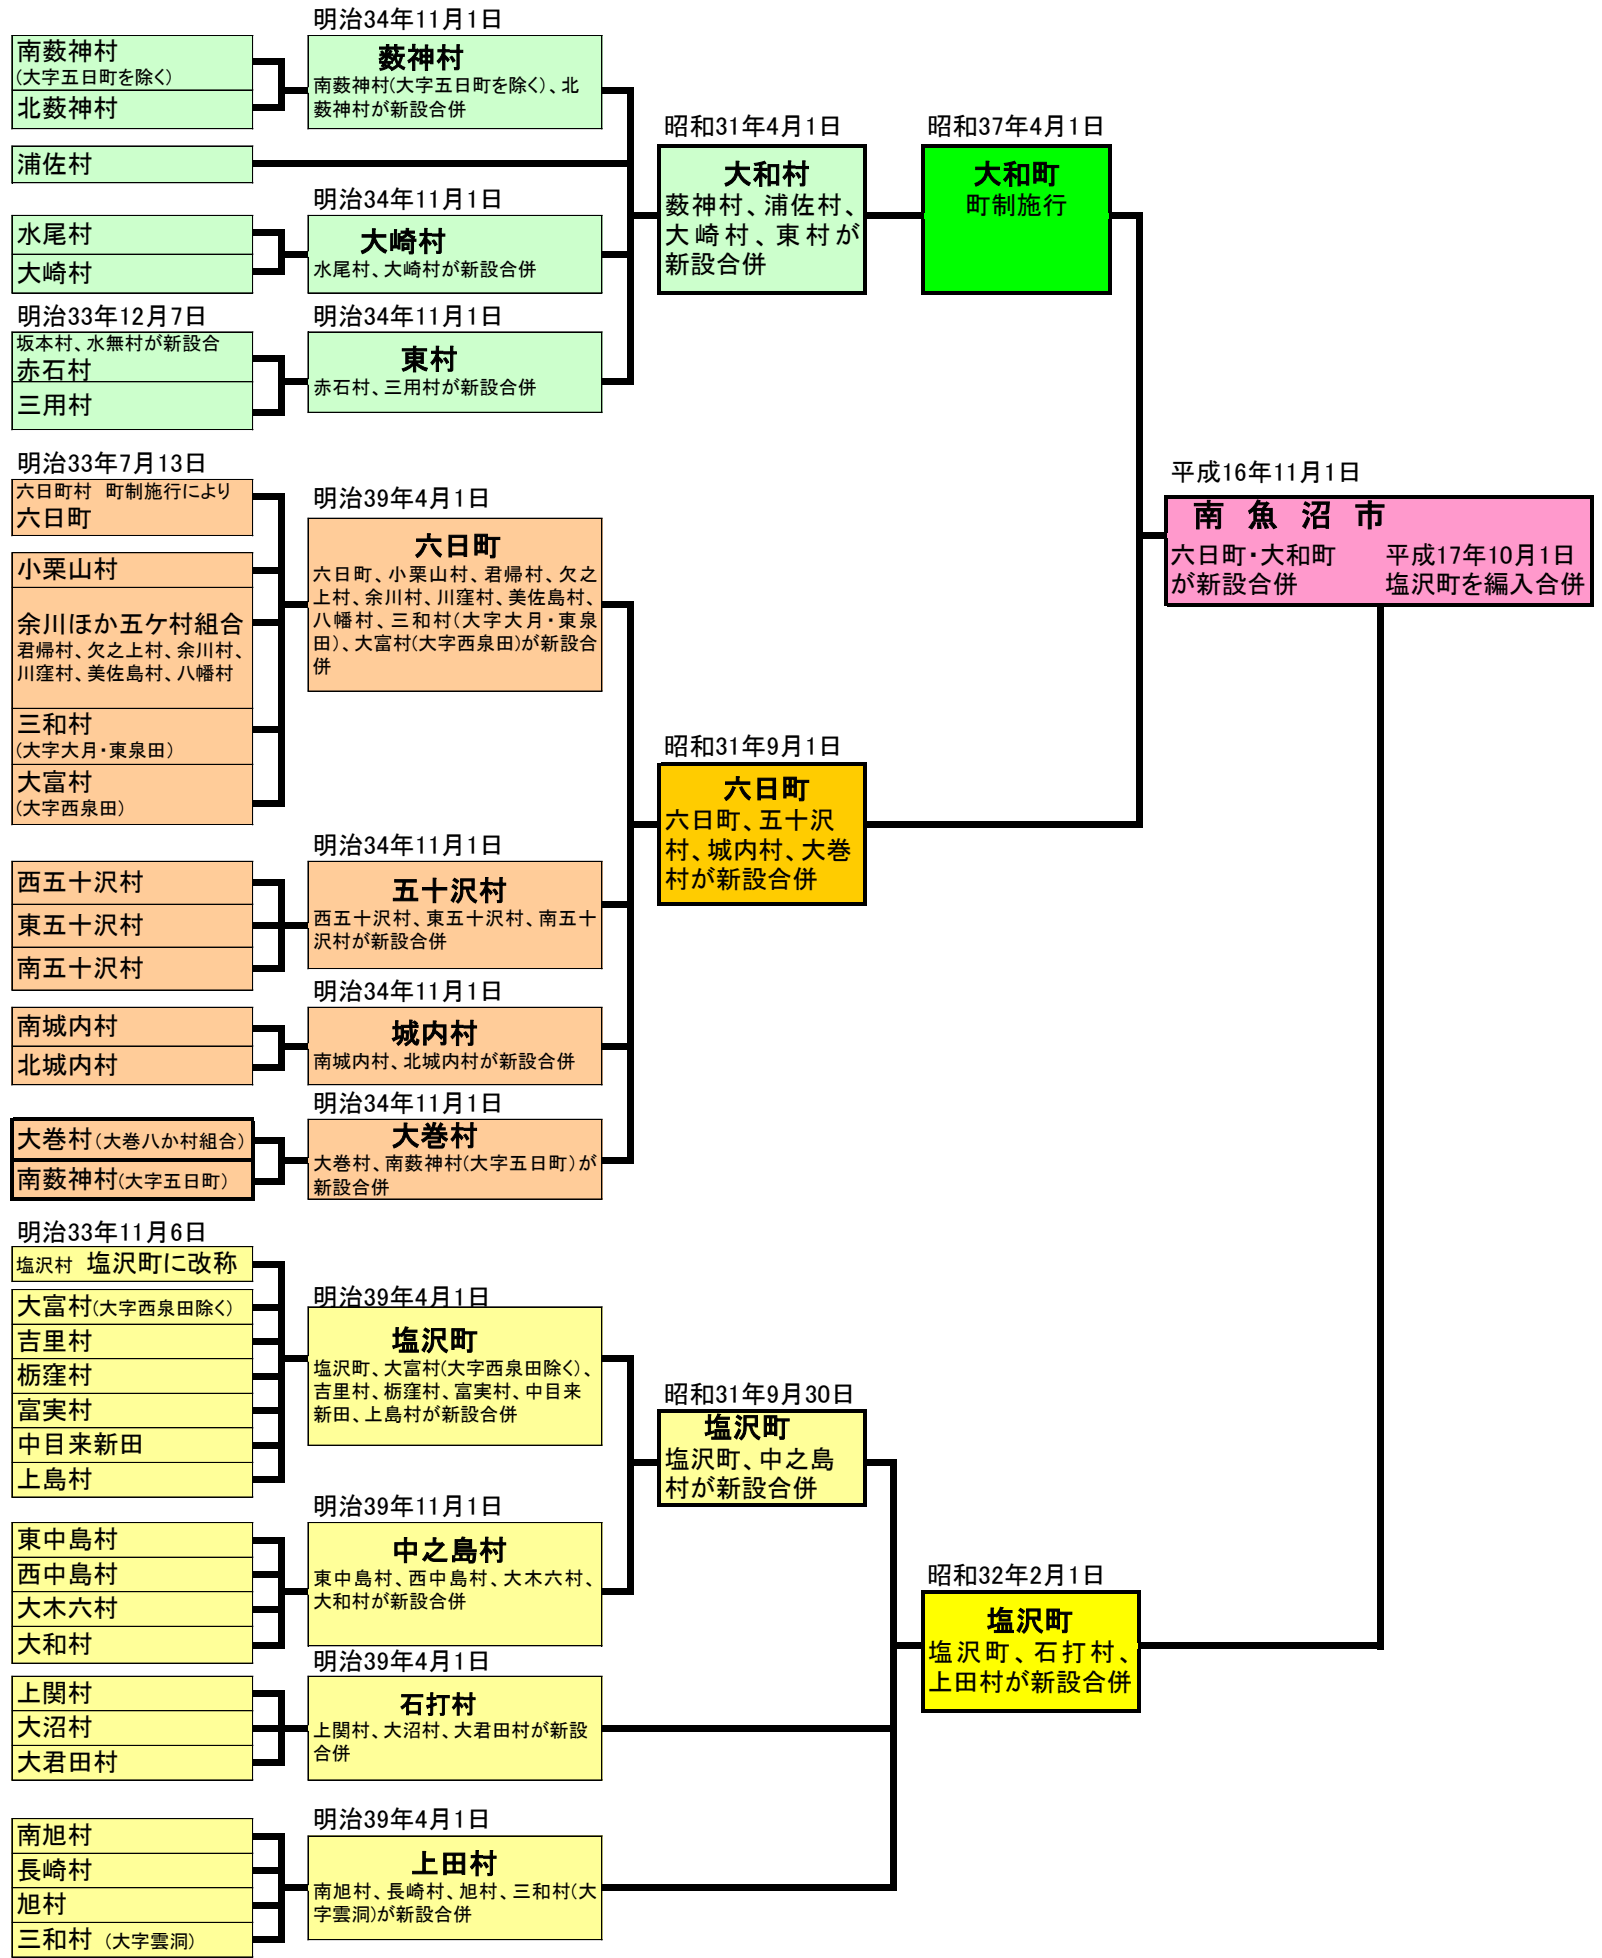 明治34年11月1日
南薮神村
(大字五日町を除く)
北薮神村
薮神村
南薮神村(大字五日町を除く)、北
薮神村が新設合併
浦佐村
明治34年11月1日
水尾村
大崎村
大崎村
水尾村、大崎村が新設合併
明治33年12月7日
坂本村、水無村が新設合
赤石村
三用村
明治34年11月1日
東村
赤石村、三用村が新設合併
昭和31年4月1日
大和村
薮神村、浦佐村、
大崎村、東村が
新設合併
昭和37年4月1日
大和町
町制施行
明治33年7月13日
六日町村　町制施行により
六日町
小栗山村
余川ほか五ケ村組合
君帰村、欠之上村、余川村、
川窪村、美佐島村、八幡村
三和村
(大字大月・東泉田)
大富村
(大字西泉田)
明治39年4月1日
六日町
六日町、小栗山村、君帰村、欠之
上村、余川村、川窪村、美佐島村、
八幡村、三和村(大字大月・東泉
田)、大富村(大字西泉田)が新設合
併
平成16年11月1日
南 魚 沼 市
六日町・大和町
が新設合併
平成17年10月1日
塩沢町を編入合併
昭和31年9月1日
六日町
六日町、五十沢
村、城内村、大巻
村が新設合併
西五十沢村
東五十沢村
南五十沢村
明治34年11月1日
五十沢村
西五十沢村、東五十沢村、南五十
沢村が新設合併
南城内村
北城内村
明治34年11月1日
城内村
南城内村、北城内村が新設合併
大巻村(大巻八か村組合)
南薮神村(大字五日町)
明治34年11月1日
大巻村
大巻村、南薮神村(大字五日町)が
新設合併
明治33年11月6日
塩沢村　塩沢町に改称
大富村(大字西泉田除く)
吉里村
栃窪村
富実村
中目来新田
上島村
明治39年4月1日
塩沢町
塩沢町、大富村(大字西泉田除く)、
吉里村、栃窪村、富実村、中目来
新田、上島村が新設合併
昭和31年9月30日
塩沢町
塩沢町、中之島
村が新設合併
東中島村
西中島村
大木六村
大和村
明治39年11月1日
中之島村
東中島村、西中島村、大木六村、
大和村が新設合併
昭和32年2月1日
塩沢町
塩沢町、石打村、
上田村が新設合併
上関村
大沼村
大君田村
明治39年4月1日
石打村
上関村、大沼村、大君田村が新設
合併
南旭村
長崎村
旭村
三和村 (大字雲洞)
明治39年4月1日
上田村
南旭村、長崎村、旭村、三和村(大
字雲洞)が新設合併